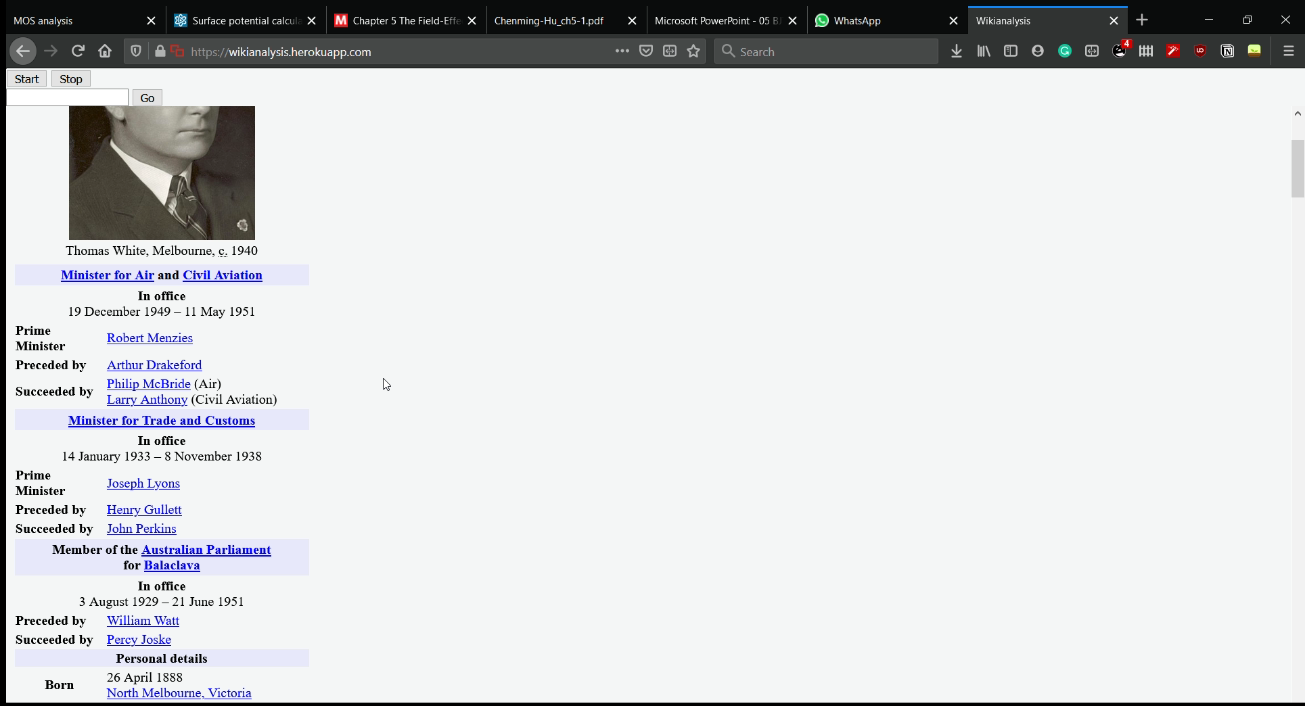 MOS analysis
Surface potential calcula
Chapter 5 The Field-Effe
Chenming-Hu_ch5-1.pdf
Microsoft PowerPoint - 05 B
WhatsApp
Wikianalysis
https://wikianalysis.herokuapp.com
Search
4
Start Stop
Go
Thomas White, Melbourne, c. 1940
Minister for Air and Civil Aviation
In office
19 December 1949 – 11 May 1951
Prime
Minister
Robert Menzies
Preceded by Arthur Drakeford
Succeeded by
Philip McBride (Air)
Larry Anthony (Civil Aviation)
Minister for Trade and Customs
In office
14 January 1933 – 8 November 1938
Prime
Minister
Joseph Lyons
Preceded by Henry Gullett
Succeeded by John Perkins
Member of the Australian Parliament
for Balaclava
In office
3 August 1929 – 21 June 1951
Preceded by William Watt
Succeeded by Percy Joske
Personal details
Born
26 April 1888
North Melbourne, Victoria